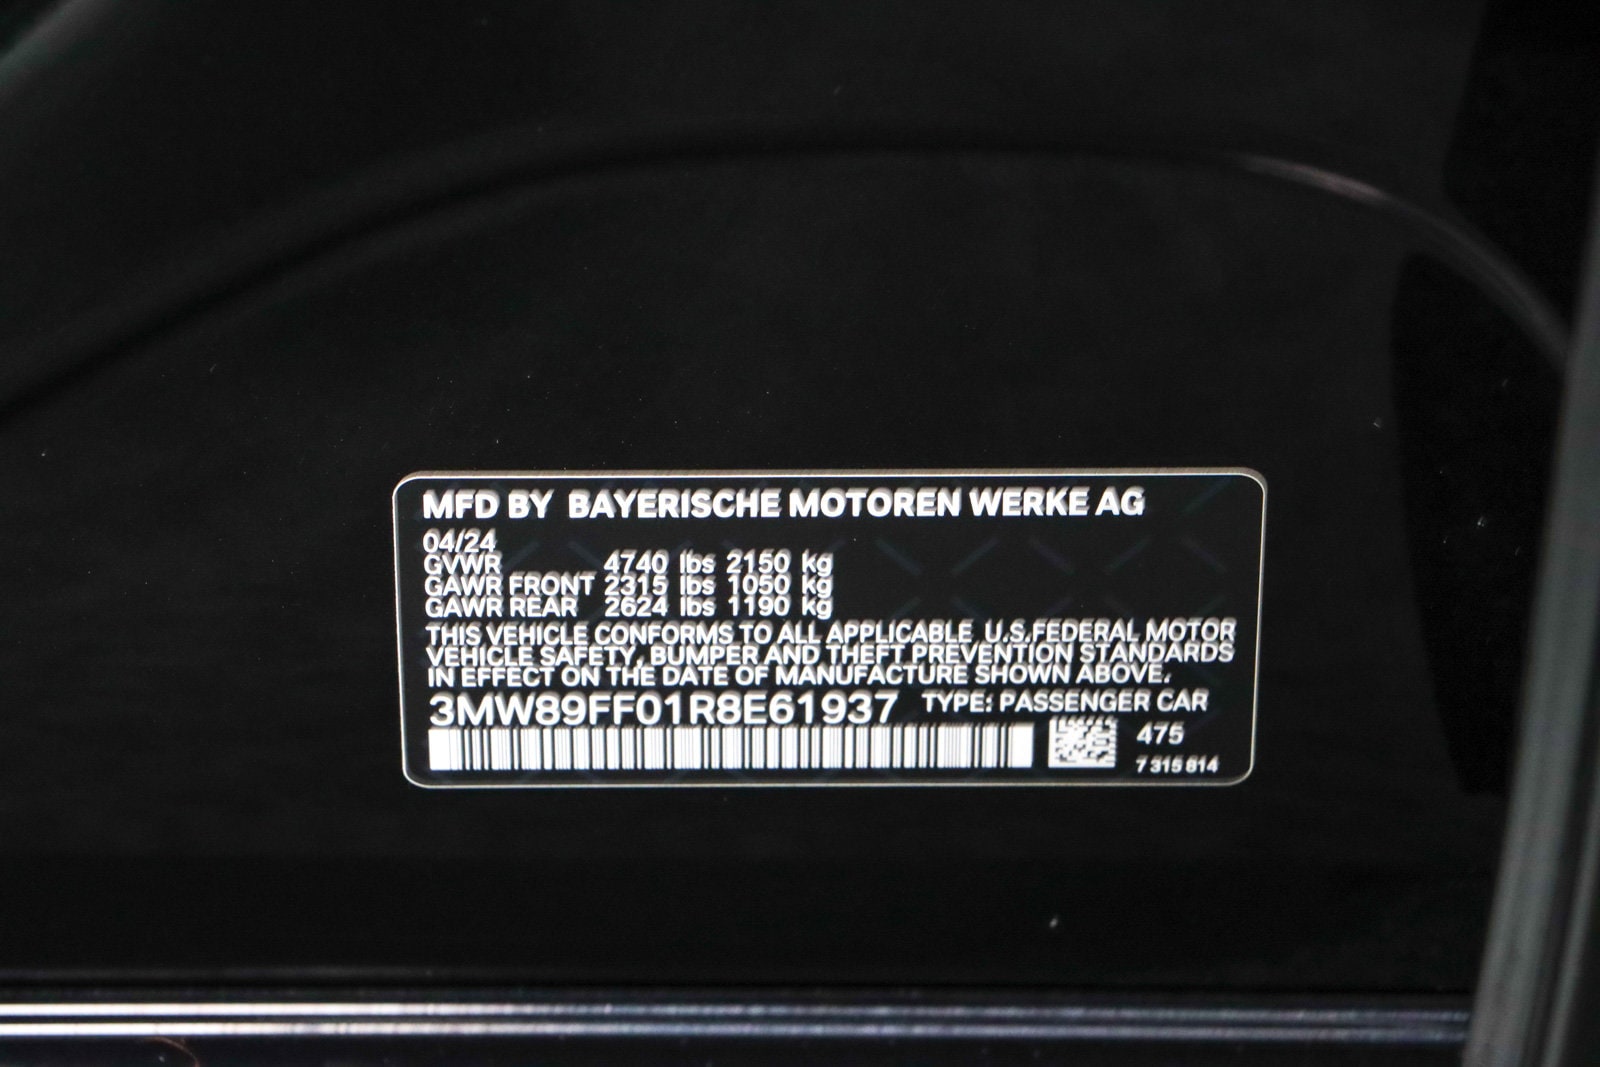 MFD BY BAYERISCHE MOTOREN WERKE AG
04/24
GVWR 4740 lbs 2150 kg
GAWR FRONT 2315 lbs 1050 kg
GAWR REAR 2624 lbs 1190 kg
THIS VEHICLE CONFORMS TO ALL APPLICABLE U.S.FEDERAL MOTOR
VEHICLE SAFETY, BUMPER AND THEFT PREVENTION STANDARDS
IN EFFECT ON THE DATE OF MANUFACTURE SHOWN ABOVE.
3MW89FF01R8E61937 TYPE: PASSENGER CAR
475
7 315 814